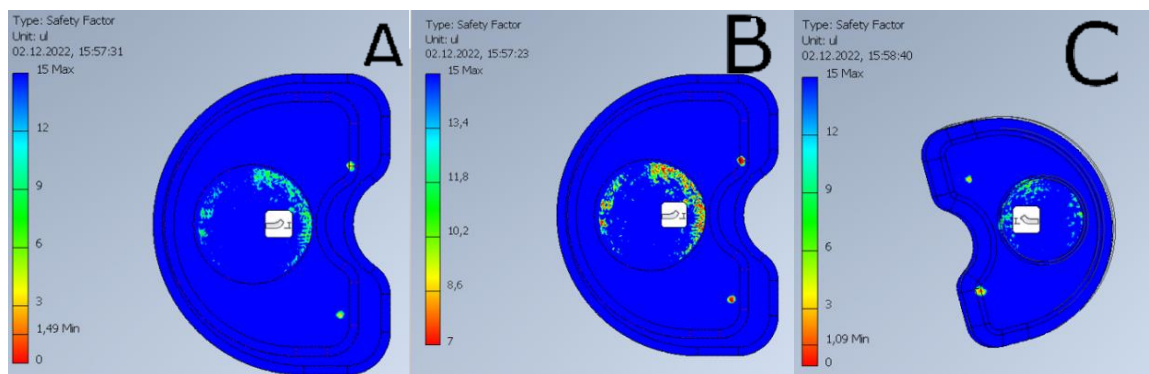 Type: Safety Factor
Unit: ul
02.12.2022, 15:57:31
A
15 Max
12
9
6
3
1,49 Min
0
Type: Safety Factor
Unit: ul
02.12.2022, 15:57:23
B
15 Max
13,4
11,8
10,2
8,6
7
Type: Safety Factor
Unit: ul
02.12.2022, 15:58:40
C
15 Max
12
9
6
3
1,09 Min
0